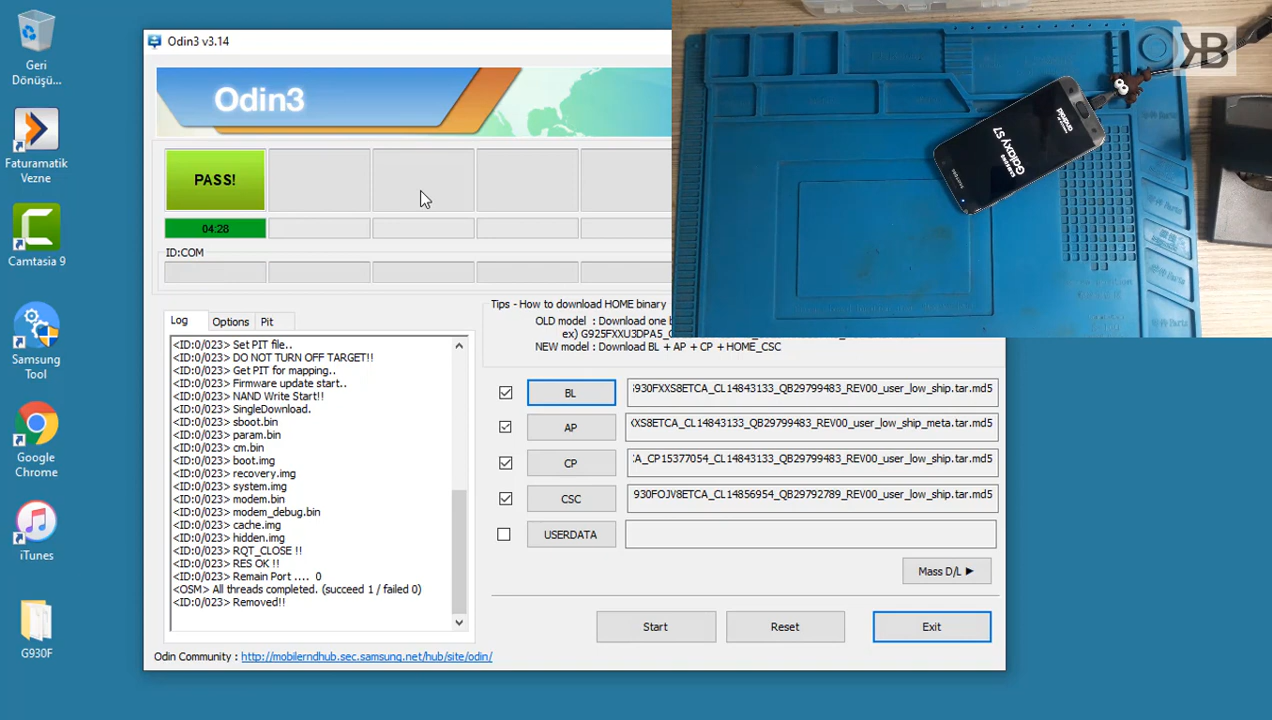 Geri
Dönüşü...
Faturamatik
Vezne
Camtasia 9
Samsung
Tool
Google
Chrome
iTunes
G930F
Odin3 v3.14
Odin3
PASS!
04:28
ID:COM
Log
Options
Pit
<ID:0/023> Set PIT file..
<ID:0/023> DO NOT TURN OFF TARGET!!
<ID:0/023> Get PIT for mapping..
<ID:0/023> Firmware update start..
<ID:0/023> NAND Write Start!!
<ID:0/023> SingleDownload.
<ID:0/023> sboot.bin
<ID:0/023> param.bin
<ID:0/023> cm.bin
<ID:0/023> boot.img
<ID:0/023> recovery.img
<ID:0/023> system.img
<ID:0/023> modem.bin
<ID:0/023> modem_debug.bin
<ID:0/023> cache.img
<ID:0/023> hidden.img
<ID:0/023> RQT_CLOSE !!
<ID:0/023> RES OK !!
<ID:0/023> Remain Port .... 0
<OSM> All threads completed. (succeed 1 / failed 0)
<ID:0/023> Removed!!
Tips - How to download HOME binary
OLD model : Download one b
ex) G925FXXU3DPA5_
NEW model : Download BL + AP + CP + HOME_CSC
BL
930FXXS8ETCA_CL14843133_QB29799483_REV00_user_low_ship.tar.md5
AP
XS8ETCA_CL14843133_QB29799483_REV00_user_low_ship_meta.tar.md5
CP
A_CP15377054_CL14843133_QB29799483_REV00_user_low_ship.tar.md5
CSC
930FOJV8ETCA_CL14856954_QB29792789_REV00_user_low_ship.tar.md5
USERDATA
Mass D/L
Start
Reset
Exit
Odin Community : http://mobilerndhub.sec.samsung.net/hub/site/odin/
KB
SAMSUNG
Galaxy S7
android